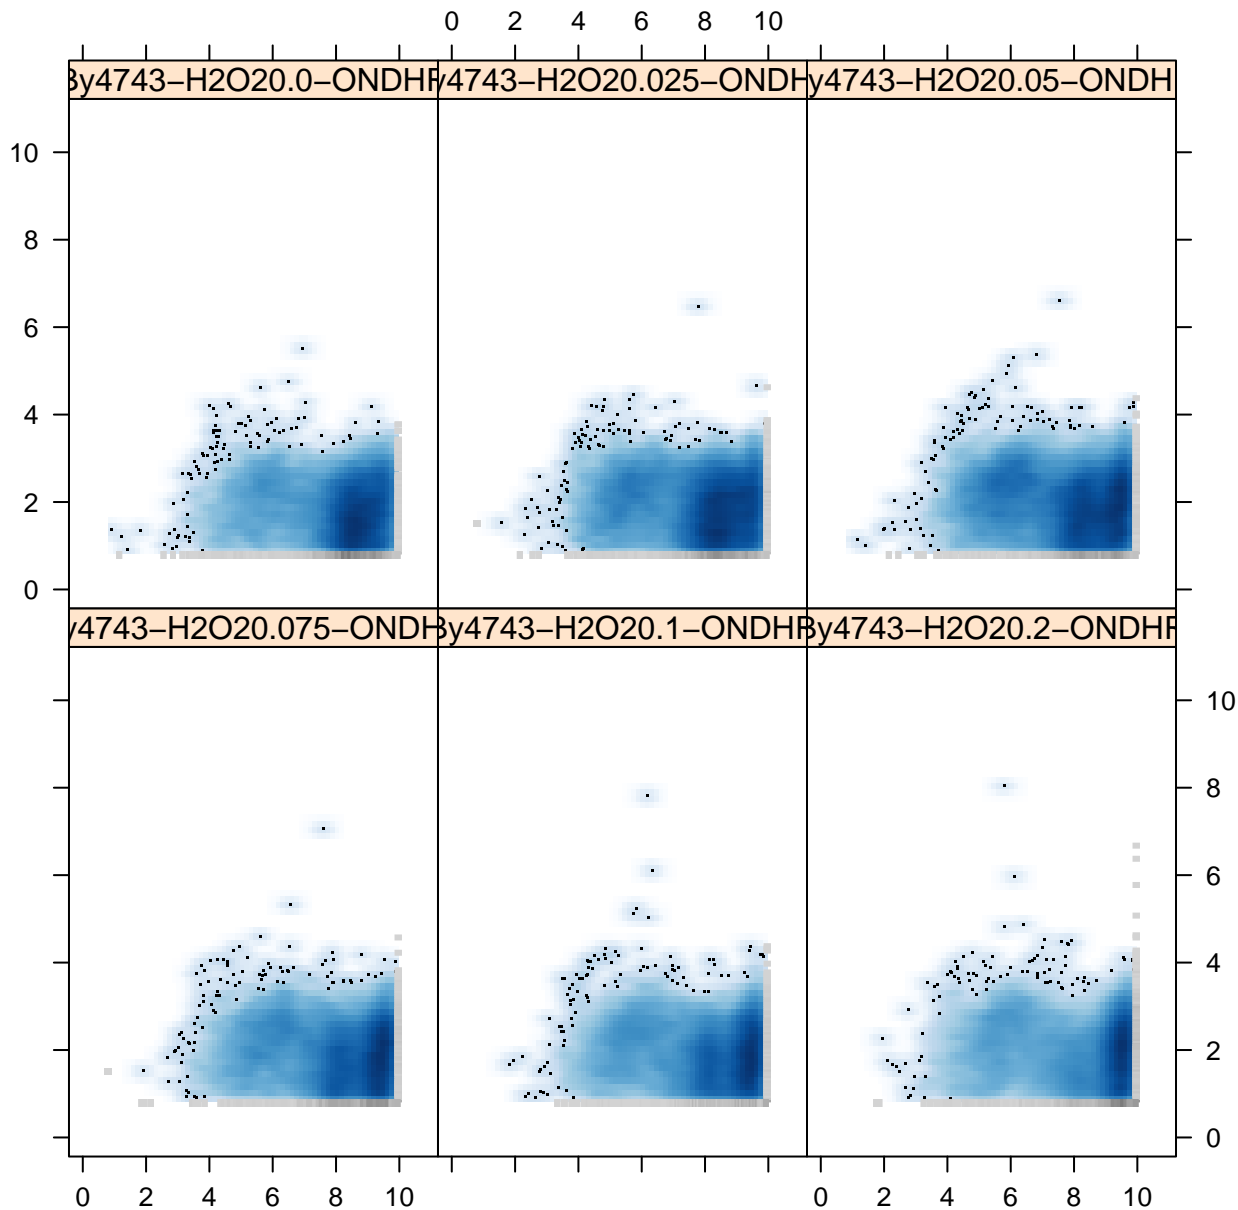 0 2 4 6 8 10
By4743−H2O20.0−ONDHF
y4743−H2O20.025−ONDH
y4743−H2O20.05−ONDH
10
8
6
4
2
0
y4743−H2O20.075−ONDH
By4743−H2O20.1−ONDHF
By4743−H2O20.2−ONDHF
10
8
6
4
2
0
0 2 4 6 8 10
0 2 4 6 8 10